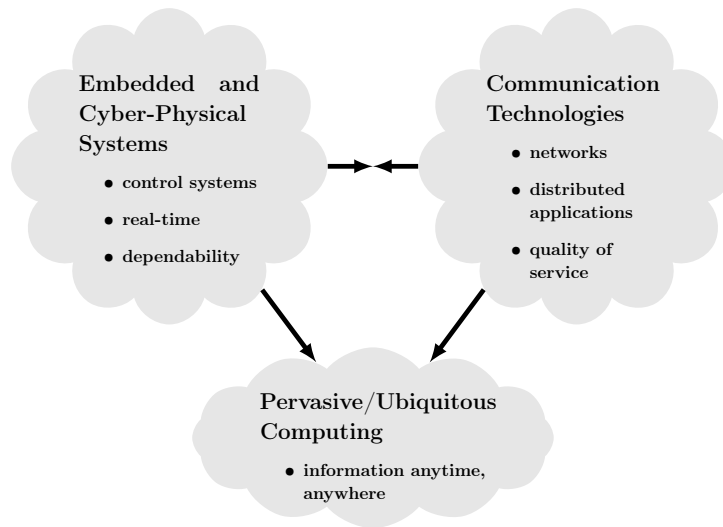 Embedded and
Cyber-Physical
Systems
• control systems
• real-time
• dependability
Communication
Technologies
• networks
• distributed
applications
• quality of
service
Pervasive/Ubiquitous
Computing
• information anytime,
anywhere